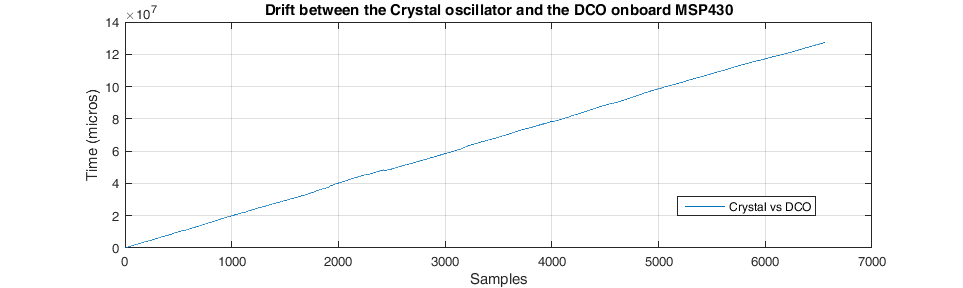 Drift between the Crystal oscillator and the DCO onboard MSP430
×10^7
14
12
10
8
6
4
2
0
Time (micros)
Crystal vs DCO
0 1000 2000 3000 4000 5000 6000 7000
Samples